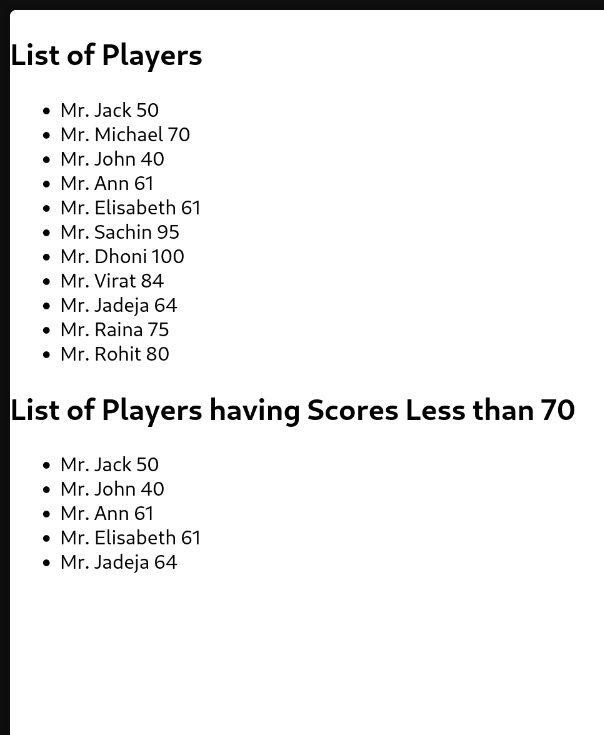 List of Players
• Mr. Jack 50
• Mr. Michael 70
• Mr. John 40
• Mr. Ann 61
• Mr. Elisabeth 61
• Mr. Sachin 95
• Mr. Dhoni 100
• Mr. Virat 84
• Mr. Jadeja 64
• Mr. Raina 75
• Mr. Rohit 80
List of Players having Scores Less than 70
• Mr. Jack 50
• Mr. John 40
• Mr. Ann 61
• Mr. Elisabeth 61
• Mr. Jadeja 64